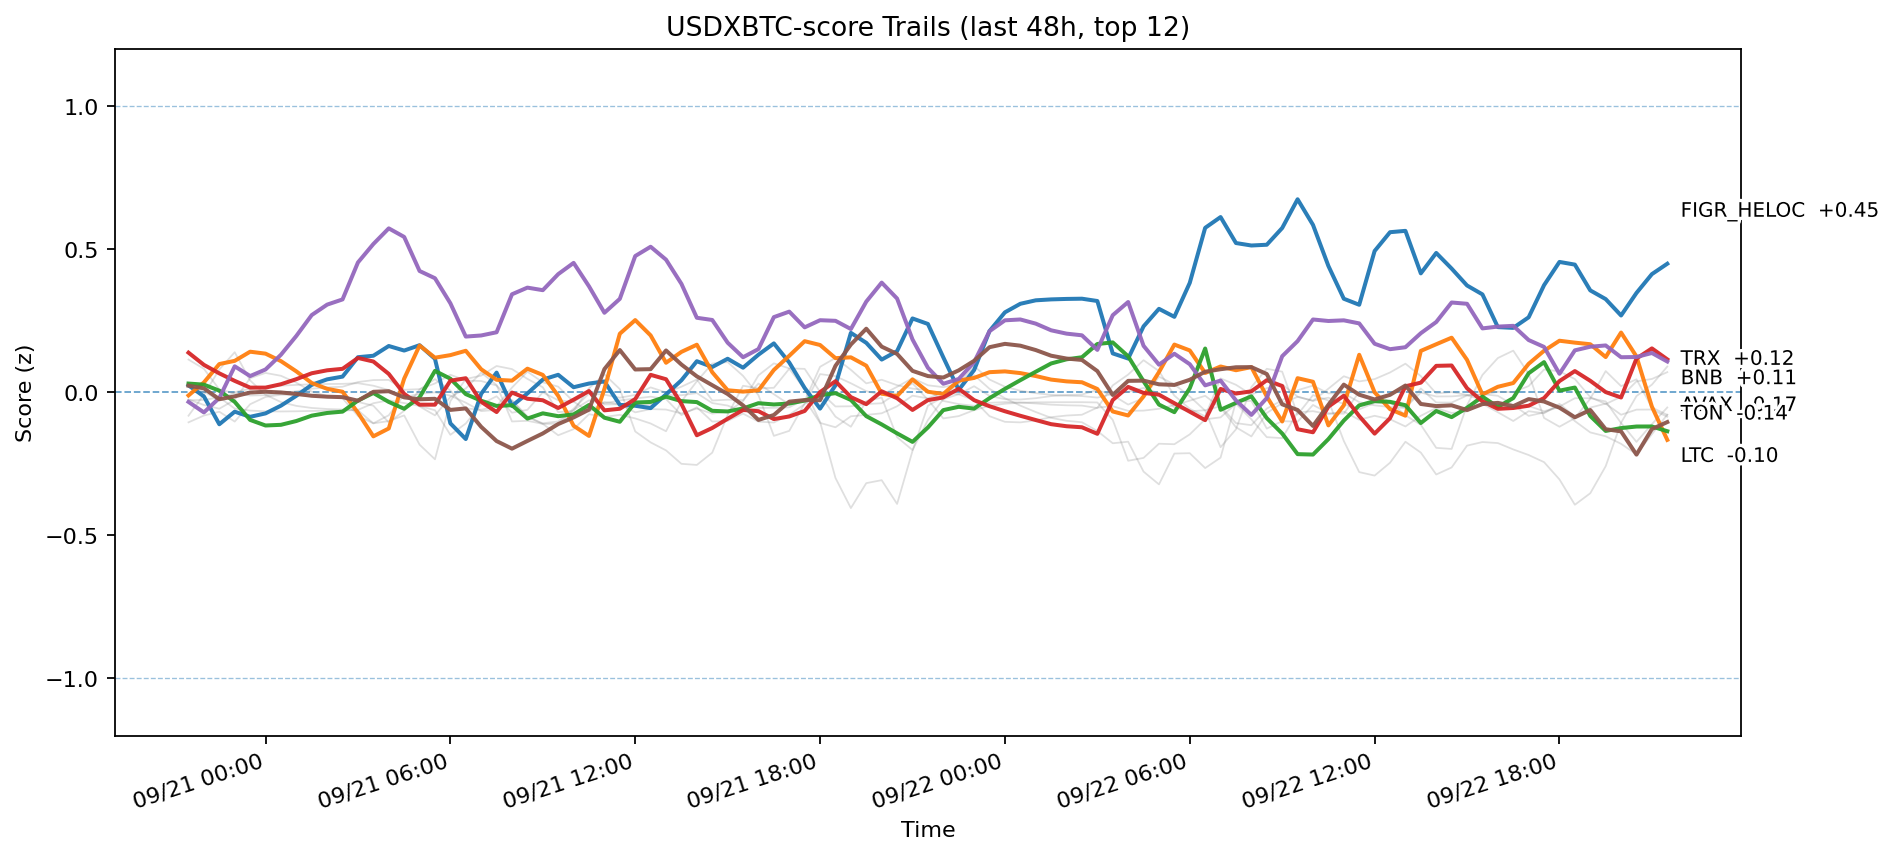 USDXBTC-score Trails (last 48h, top 12)
Score (z)
1.0
0.5
0.0
−0.5
−1.0
FIGR_HELOC +0.45
TRX +0.12
BNB +0.11
AVAX -0.17
TON -0.14
LTC -0.10
09/21 00:00
09/21 06:00
09/21 12:00
09/21 18:00
09/22 00:00
09/22 06:00
09/22 12:00
09/22 18:00
Time